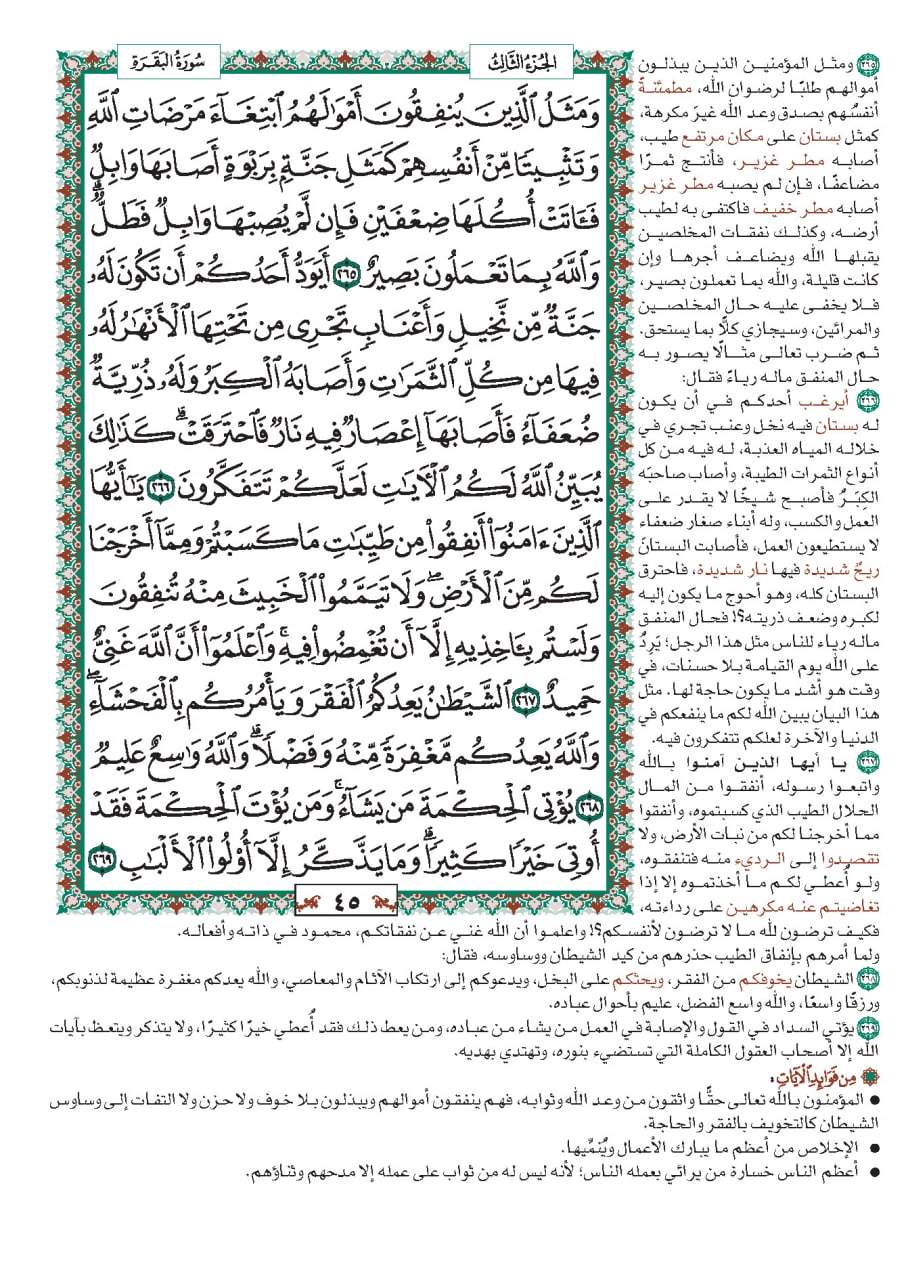 سُورَةُ البَقَرَةِ
الجُزْءُ الثَّالِثُ
وَمَثَلُ ٱلَّذِينَ يُنفِقُونَ أَمْوَٰلَهُمُ ٱبْتِغَآءَ مَرْضَاتِ ٱللَّهِ
وَتَثْبِيتًا مِّنْ أَنفُسِهِمْ كَمَثَلِ جَنَّةٍۭ بِرَبْوَةٍ أَصَابَهَا وَابِلٌ
فَـَٔاتَتْ أُكُلَهَا ضِعْفَيْنِ فَإِن لَّمْ يُصِبْهَا وَابِلٌ فَطَلٌّۗ
وَٱللَّهُ بِمَا تَعْمَلُونَ بَصِيرٌ ٢٦٥ أَيَوَدُّ أَحَدُكُمْ أَن تَكُونَ لَهُۥ
جَنَّةٌ مِّن نَّخِيلٍ وَأَعْنَابٍ تَجْرِى مِن تَحْتِهَا ٱلْأَنْهَٰرُ لَهُۥ
فِيهَا مِن كُلِّ ٱلثَّمَرَٰتِ وَأَصَابَهُ ٱلْكِبَرُ وَلَهُۥ ذُرِّيَّةٌ
ضُعَفَآءُ فَأَصَابَهَآ إِعْصَارٌ فِيهِ نَارٌ فَٱحْتَرَقَتْۗ كَذَٰلِكَ
يُبَيِّنُ ٱللَّهُ لَكُمُ ٱلْـَٔايَٰتِ لَعَلَّكُمْ تَتَفَكَّرُونَ ٢٦٦ يَٰٓأَيُّهَا
ٱلَّذِينَ ءَامَنُوٓا۟ أَنفِقُوا۟ مِن طَيِّبَٰتِ مَا كَسَبْتُمْ وَمِمَّآ أَخْرَجْنَا
لَكُم مِّنَ ٱلْأَرْضِۖ وَلَا تَيَمَّمُوا۟ ٱلْخَبِيثَ مِنْهُ تُنفِقُونَ
وَلَسْتُم بِـَٔاخِذِيهِ إِلَّآ أَن تُغْمِضُوا۟ فِيهِۚ وَٱعْلَمُوٓا۟ أَنَّ ٱللَّهَ غَنِىٌّ
حَمِيدٌ ٢٦٧ ٱلشَّيْطَٰنُ يَعِدُكُمُ ٱلْفَقْرَ وَيَأْمُرُكُم بِٱلْفَحْشَآءِۖ
وَٱللَّهُ يَعِدُكُم مَّغْفِرَةً مِّنْهُ وَفَضْلًاۗ وَٱللَّهُ وَٰسِعٌ عَلِيمٌ
٢٦٨ يُؤْتِى ٱلْحِكْمَةَ مَن يَشَآءُۚ وَمَن يُؤْتَ ٱلْحِكْمَةَ فَقَدْ
أُوتِىَ خَيْرًا كَثِيرًاۗ وَمَا يَذَّكَّرُ إِلَّآ أُو۟لُوا۟ ٱلْأَلْبَٰبِ ٢٦٩
٤٥
٢٦٥ ومثل المؤمنين الذين يبذلون
أموالهم طلبًا لرضوان الله، مطمئنةً
أنفسُهم بصدق وعد الله غيرَ مكرهة،
كمثل بستان على مكان مرتفع طيب،
أصابه مطر غزير، فأنتج ثمرًا
مضاعفًا، فإن لم يصبه مطر غزير
أصابه مطر خفيف فاكتفى به لطيب
أرضه، وكذلك نفقات المخلصين
يقبلها الله ويضاعف أجرها وإن
كانت قليلة، والله بما تعملون بصير،
فلا يخفى عليه حال المخلصين
والمرائين، وسيجازي كلًّا بما يستحق.
ثم ضرب تعالى مثالًا يصور به
حال المنفق ماله رياءً فقال:
٢٦٦ أيرغب أحدكم في أن يكون
له بستان فيه نخل وعنب تجري في
خلاله المياه العذبة، له فيه من كل
أنواع الثمرات الطيبة، وأصاب صاحبَه
الكِبَرُ فأصبح شيخًا لا يقدر على
العمل والكسب، وله أبناء صغار ضعفاء
لا يستطيعون العمل، فأصابت البستانَ
ريحٌ شديدة فيها نار شديدة، فاحترق
البستان كله، وهو أحوج ما يكون إليه
لكبره وضعف ذريته؟! فحال المنفق
ماله رياء للناس مثل هذا الرجل؛ يَرِدُ
على الله يوم القيامة بلا حسنات، في
وقت هو أشد ما يكون حاجة لها. مثل
هذا البيان يبين الله لكم ما ينفعكم في
الدنيا والآخرة لعلكم تتفكرون فيه.
٢٦٧ يا أيها الذين آمنوا بالله
واتبعوا رسوله، أنفقوا من المال
الحلال الطيب الذي كسبتموه، وأنفقوا
مما أخرجنا لكم من نبات الأرض، ولا
تقصدوا إلى الرديء منه فتنفقوه،
ولو أُعطي لكم ما أخذتموه إلا إذا
تغاضيتم عنه مكرهين على رداءته،
فكيف ترضون لله ما لا ترضون لأنفسكم؟! واعلموا أن الله غني عن نفقاتكم، محمود في ذاته وأفعاله.
ولما أمرهم بإنفاق الطيب حذرهم من كيد الشيطان ووساوسه، فقال:
٢٦٨ الشيطان يخوفكم من الفقر، ويحثكم على البخل، ويدعوكم إلى ارتكاب الآثام والمعاصي، والله يعدكم مغفرة عظيمة لذنوبكم،
ورزقًا واسعًا، والله واسع الفضل، عليم بأحوال عباده.
٢٦٩ يؤتي السداد في القول والإصابة في العمل من يشاء من عباده، ومن يعط ذلك فقد أُعطي خيرًا كثيرًا، ولا يتذكر ويتعظ بآيات
الله إلا أصحاب العقول الكاملة التي تستضيء بنوره، وتهتدي بهديه.
مِن فَوَائِدِ الْآيَاتِ:
• المؤمنون بالله تعالى حقًّا واثقون من وعد الله وثوابه، فهم ينفقون أموالهم ويبذلون بلا خوف ولا حزن ولا التفات إلى وساوس
الشيطان كالتخويف بالفقر والحاجة.
• الإخلاص من أعظم ما يبارك الأعمال ويُنَمِّيها.
• أعظم الناس خسارة من يرائي بعمله الناس؛ لأنه ليس له من ثواب على عمله إلا مدحهم وثناؤهم.